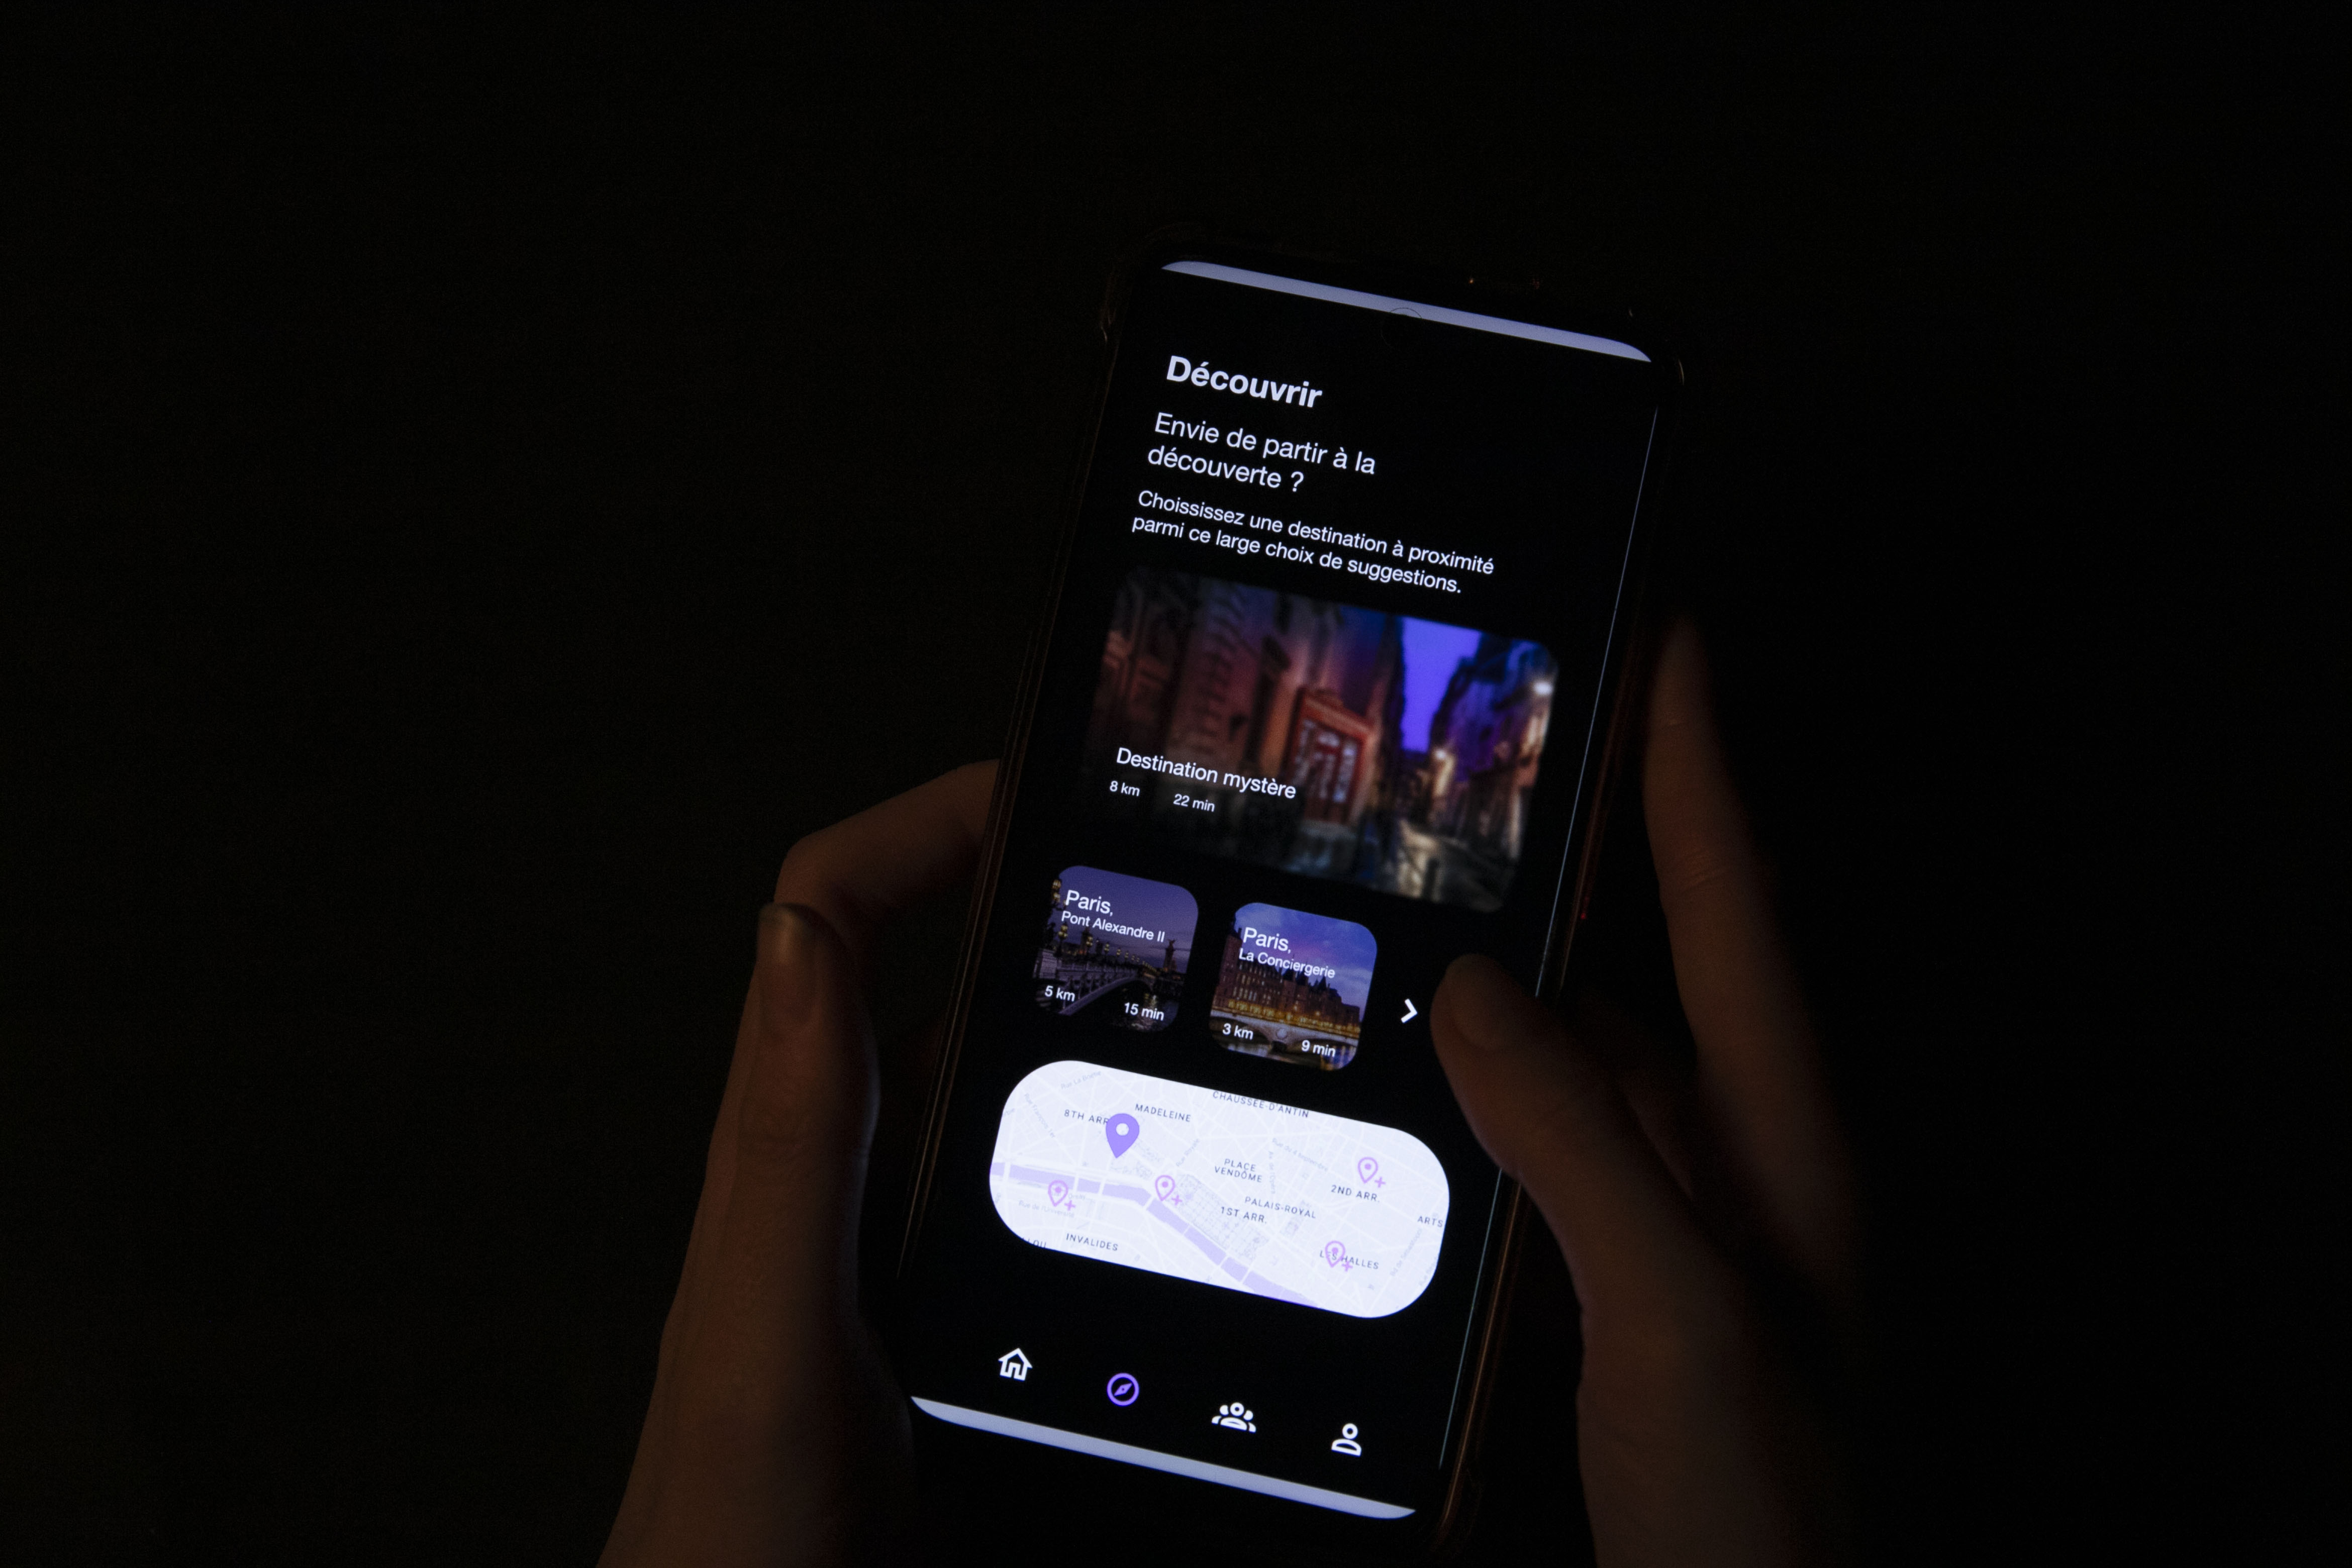 Découvrir
Envie de partir à la
découverte ?
Choississez une destination à proximité
parmi ce large choix de suggestions.
Destination mystère
8 km 22 min
Paris,
Pont Alexandre II
5 km 15 min
Paris,
La Conciergerie
3 km 9 min
CHAUSSÉE-D'ANTIN
8TH ARR
MADELEINE
PLACE
VENDÔME
2ND ARR.
PALAIS-ROYAL
1ST ARR.
ARTS
INVALIDES
HALLES